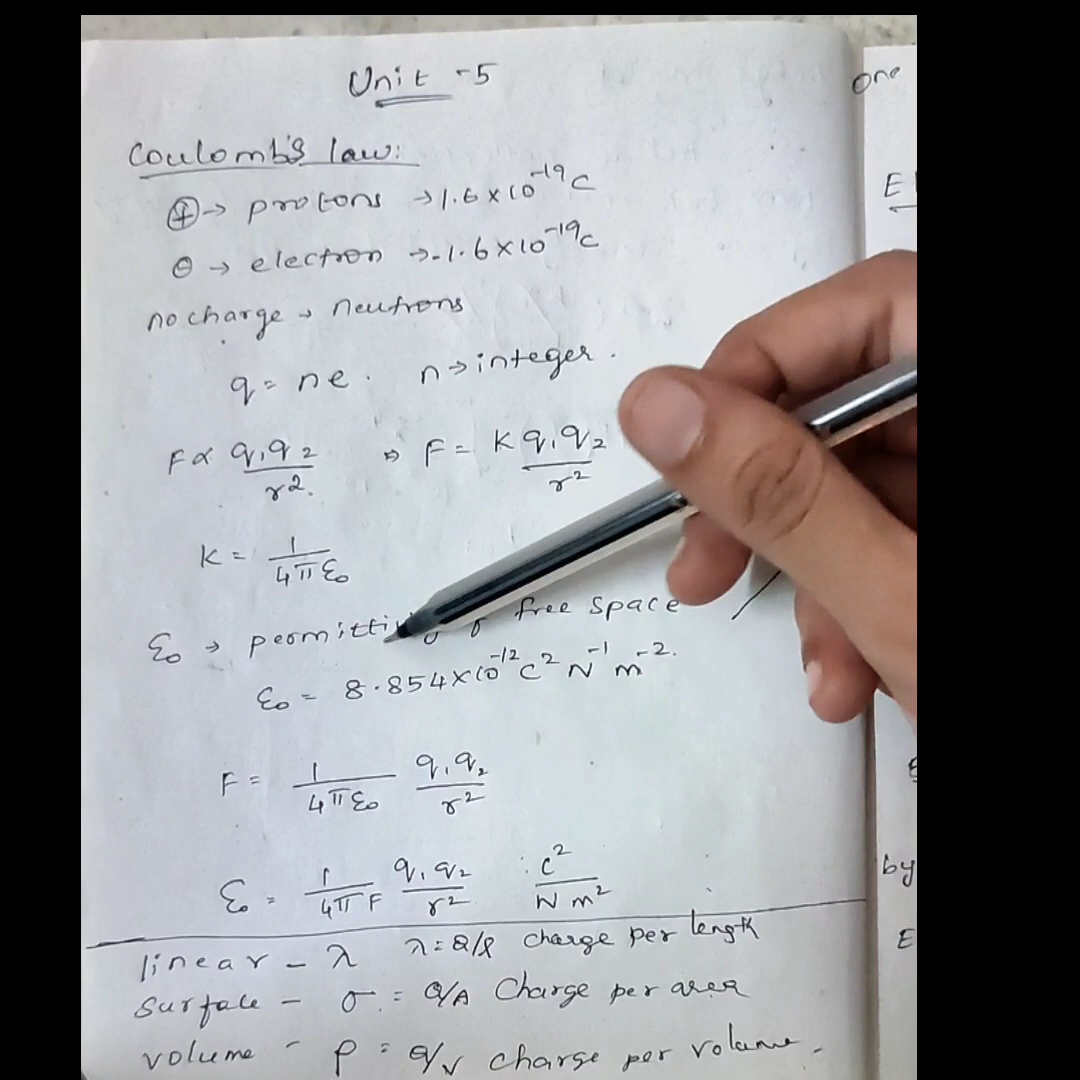 Unit - 5
Coulomb's law:
⊕ → protons → 1.6 × 10⁻¹⁹ C
⊖ → electron → -1.6 × 10⁻¹⁹ C
no charge → neutrons
q = ne. n → integer.
F ∝ q₁q₂/r². ⇒ F = K q₁q₂/r²
K = 1/4πε₀
ε₀ → free space
ε₀ = 8.854 × 10⁻¹² C² N⁻¹ m⁻².
F = 1/4πε₀ q₁q₂/r²
ε₀ = 1/4πF q₁q₂/r² : C²/N m²
linear - λ λ = Q/l charge per length
Surface - σ = Q/A Charge per area
volume - ρ = q/v charge per volume.
one
E
by
E